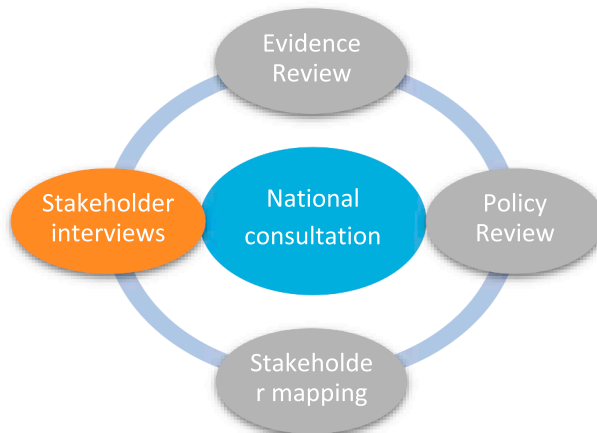 Evidence
Review
Stakeholder
interviews
National
consultation
Policy
Review
Stakeholde
r mapping